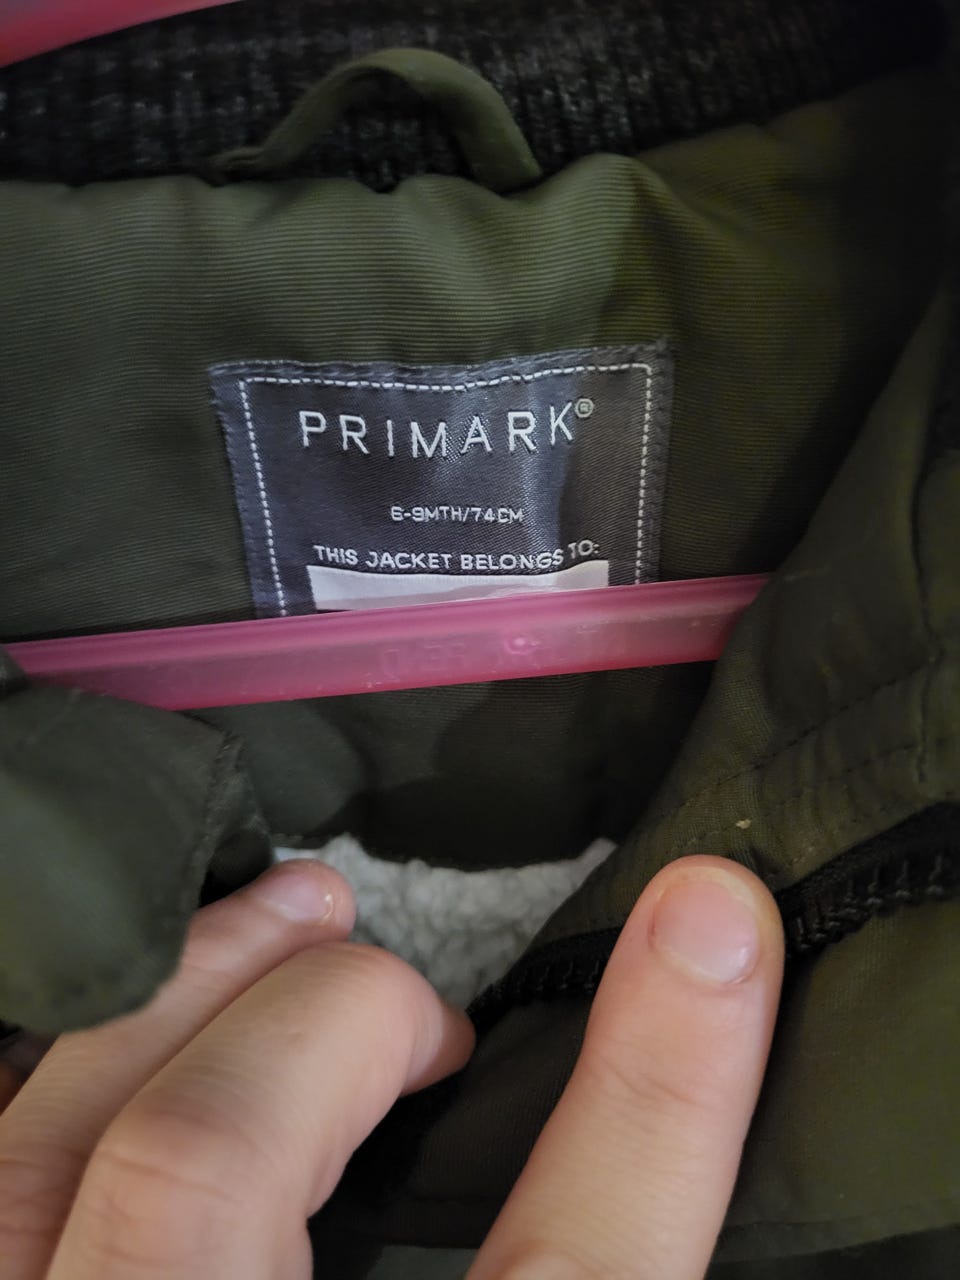 PRIMARK®
6-9MTH/74CM
THIS JACKET BELONGS TO: